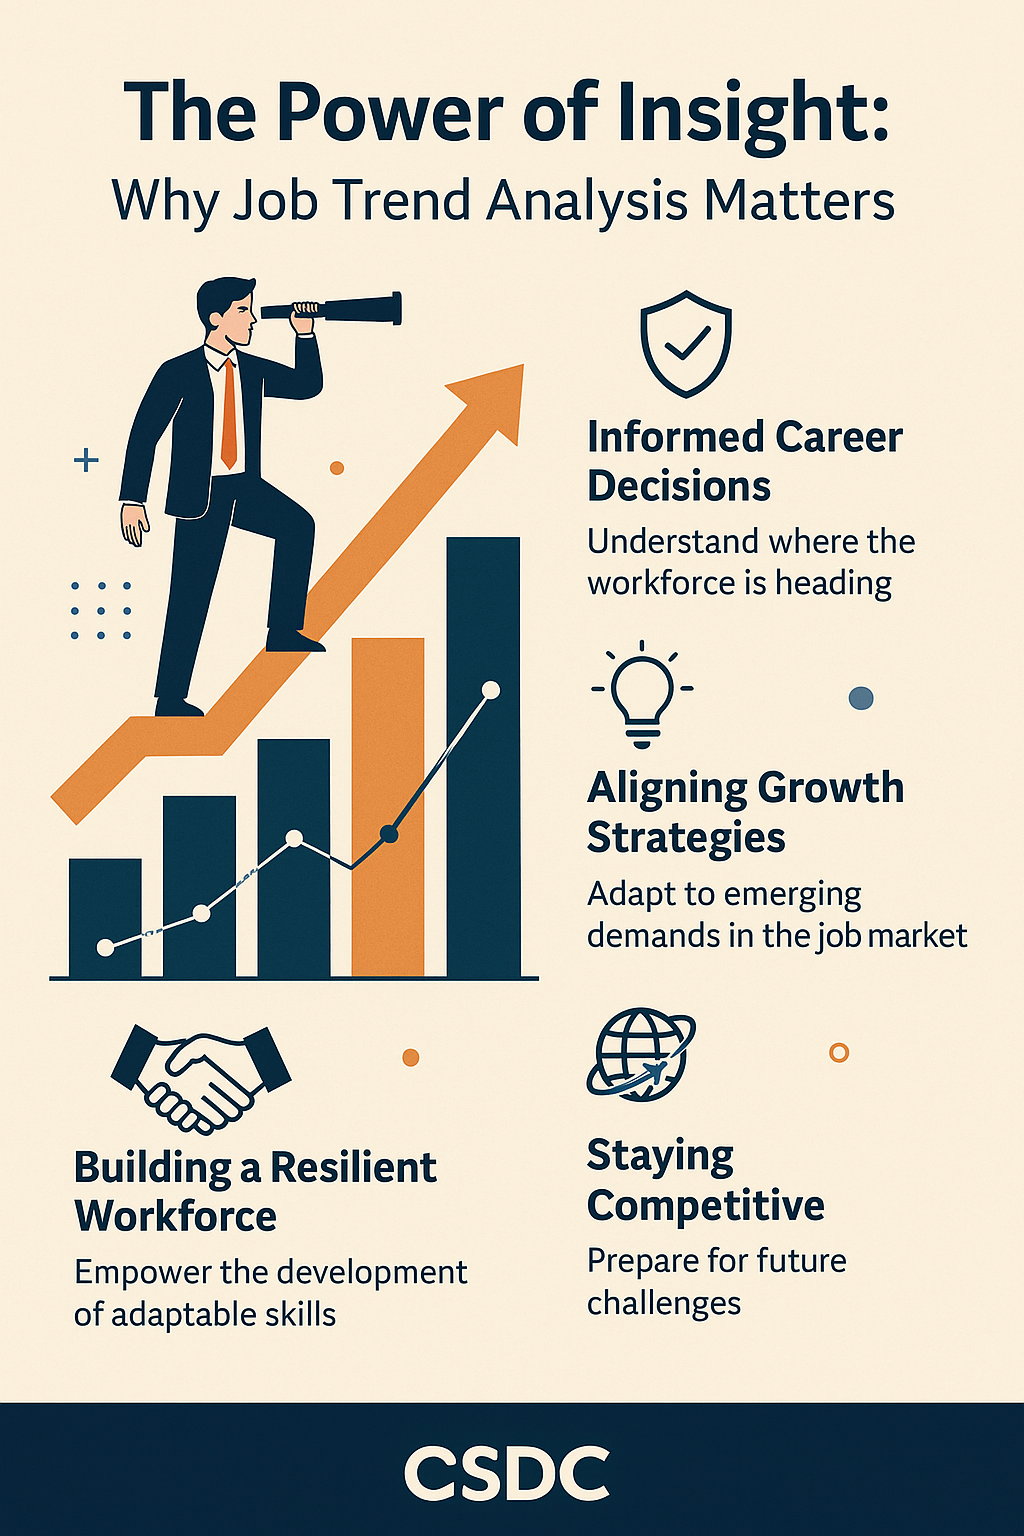 The Power of Insight:
Why Job Trend Analysis Matters
Informed Career
Decisions
Understand where the
workforce is heading
Aligning Growth
Strategies
Adapt to emerging
demands in the job market
Building a Resilient
Workforce
Empower the development
of adaptable skills
Staying
Competitive
Prepare for future
challenges
CSDC